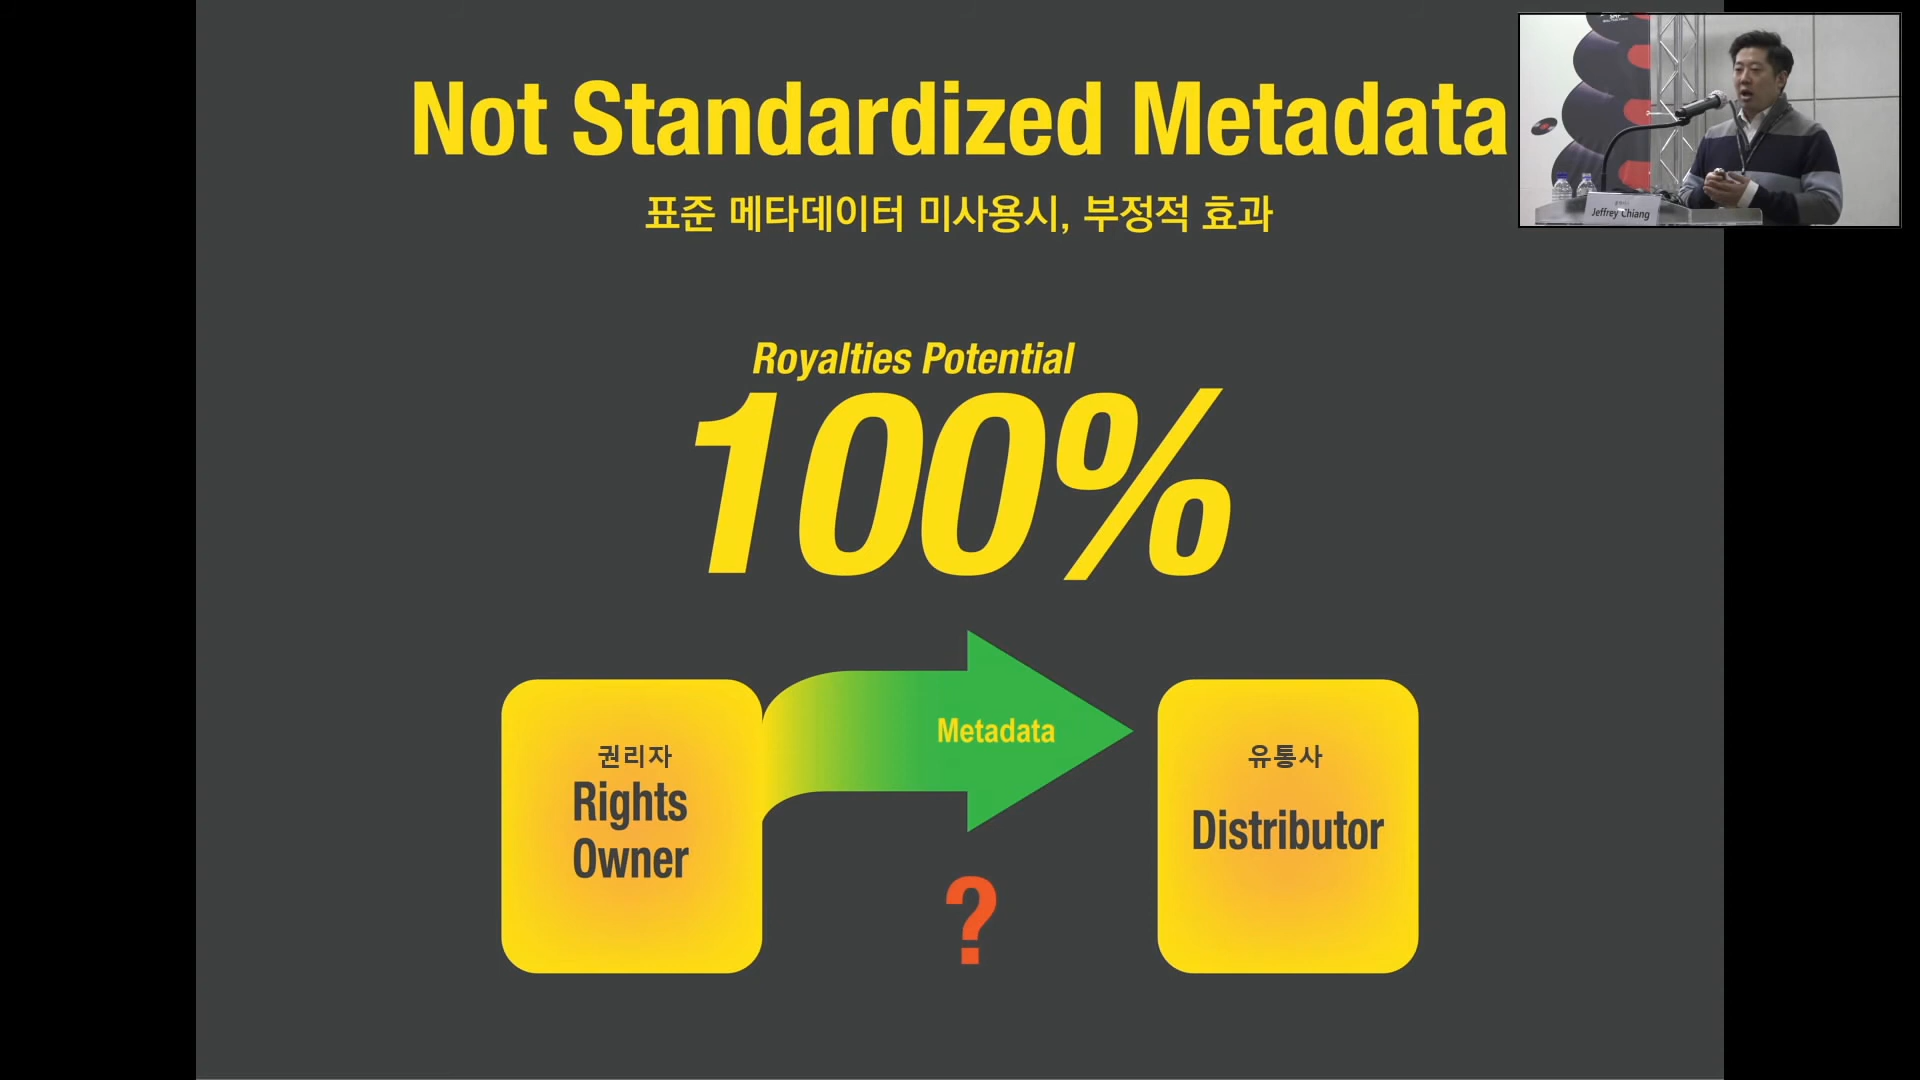 Not Standardized Metadata
표준 메타데이터 미사용시, 부정적 효과
Royalties Potential
100%
Metadata
권리자
Rights
Owner
유통사
Distributor
?
Jeffrey Chiang